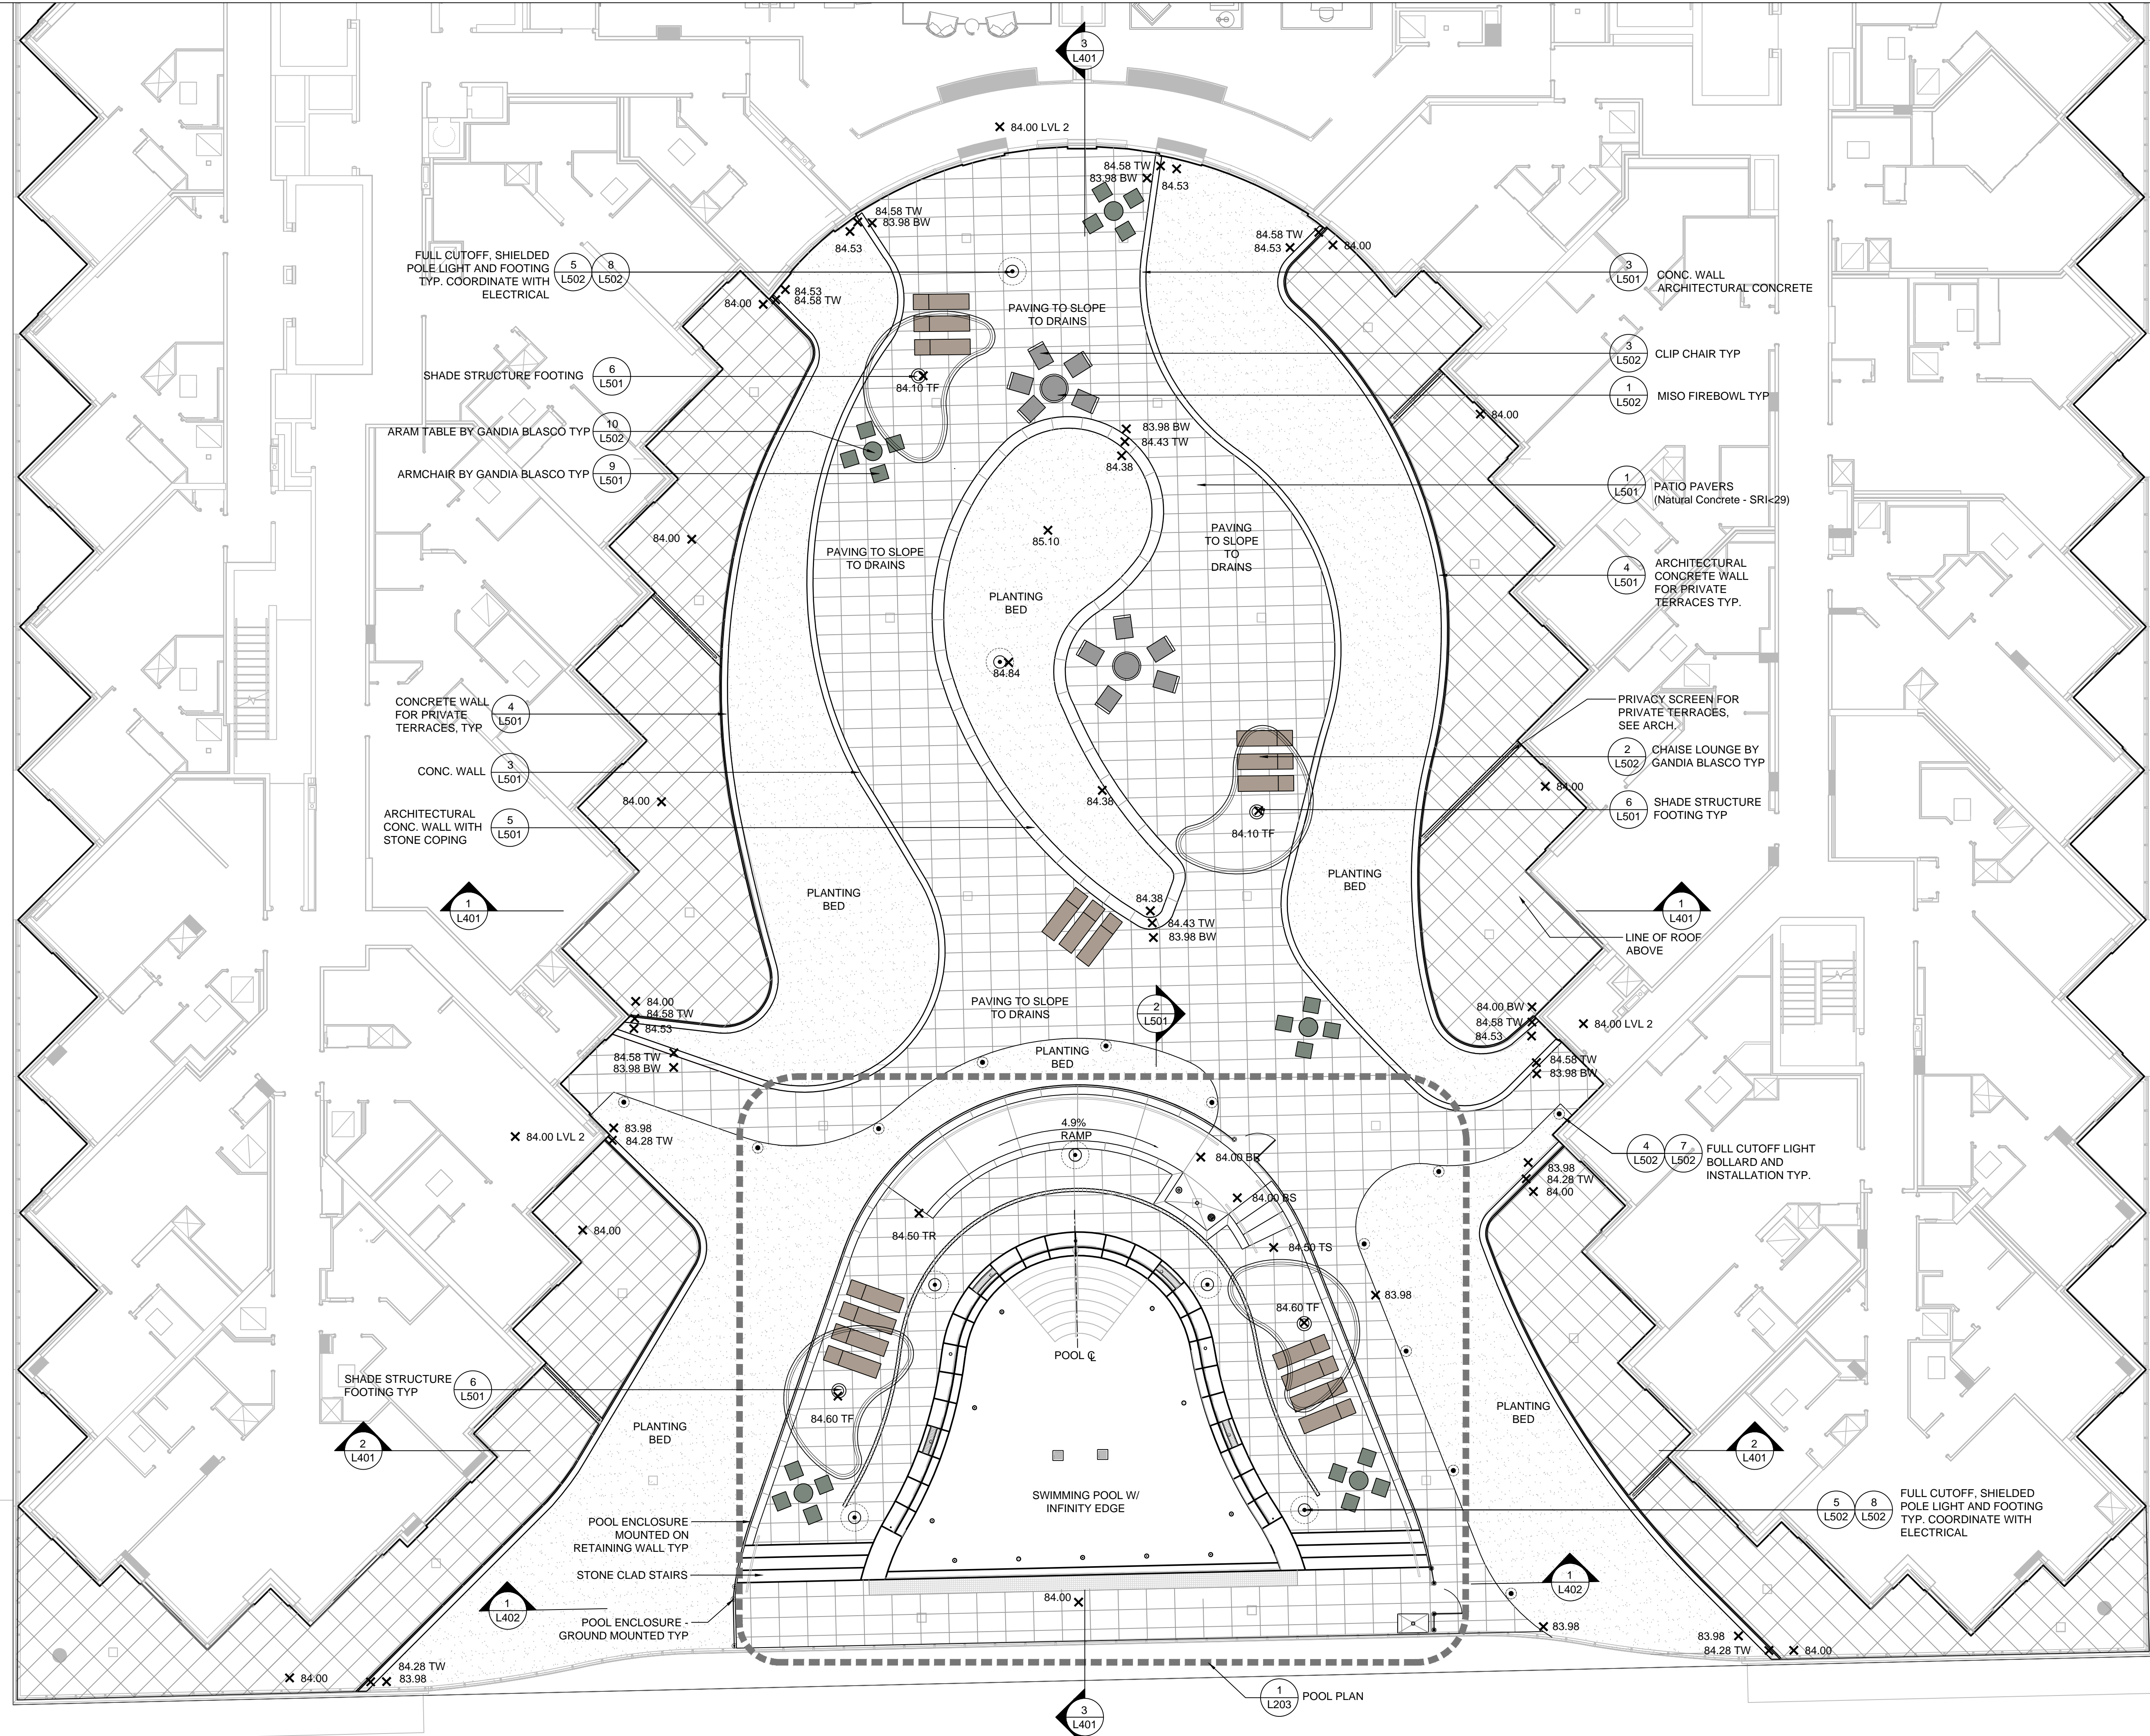 3
L401
84.00 LVL 2
84.58 TW
83.98 BW
84.53
84.58 TW
83.98 BW
84.53
84.58 TW
84.53
84.00
FULL CUTOFF, SHIELDED
POLE LIGHT AND FOOTING
TYP. COORDINATE WITH
ELECTRICAL
5
L502
8
L502
84.53
84.58 TW
84.00
PAVING TO SLOPE
TO DRAINS
3
L501
CONC. WALL
ARCHITECTURAL CONCRETE
3
L502
CLIP CHAIR TYP
SHADE STRUCTURE FOOTING
6
L501
84.10 TF
1
L502
MISO FIREBOWL TYP
84.00
ARAM TABLE BY GANDIA BLASCO TYP
10
L502
83.98 BW
84.43 TW
84.38
ARMCHAIR BY GANDIA BLASCO TYP
9
L501
1
L501
PATIO PAVERS
(Natural Concrete - SRI<29)
84.00
85.10
PAVING TO SLOPE
TO DRAINS
PAVING
TO SLOPE
TO
DRAINS
4
L501
ARCHITECTURAL
CONCRETE WALL
FOR PRIVATE
TERRACES TYP.
PLANTING
BED
84.84
CONCRETE WALL
FOR PRIVATE
TERRACES, TYP
4
L501
PRIVACY SCREEN FOR
PRIVATE TERRACES,
SEE ARCH.
2
L502
CHAISE LOUNGE BY
GANDIA BLASCO TYP
CONC. WALL
3
L501
84.00
84.38
84.00
6
L501
SHADE STRUCTURE
FOOTING TYP
84.10 TF
ARCHITECTURAL
CONC. WALL WITH
STONE COPING
5
L501
PLANTING
BED
PLANTING
BED
1
L401
84.38
84.43 TW
83.98 BW
1
L401
LINE OF ROOF
ABOVE
84.00
84.58 TW
84.53
PAVING TO SLOPE
TO DRAINS
2
L501
84.00 BW
84.58 TW
84.53
84.00 LVL 2
84.58 TW
83.98 BW
PLANTING
BED
84.58 TW
83.98 BW
84.00 LVL 2
83.98
84.28 TW
4.9%
RAMP
84.00 BR
4
L502
7
L502
FULL CUTOFF LIGHT
BOLLARD AND
INSTALLATION TYP.
83.98
84.28 TW
84.00
84.00 BS
84.00
84.50 TR
84.50 TS
83.98
84.60 TF
POOL ℄
SHADE STRUCTURE
FOOTING TYP
6
L501
84.60 TF
PLANTING
BED
PLANTING
BED
2
L401
2
L401
SWIMMING POOL W/
INFINITY EDGE
5
L502
8
L502
FULL CUTOFF, SHIELDED
POLE LIGHT AND FOOTING
TYP. COORDINATE WITH
ELECTRICAL
POOL ENCLOSURE
MOUNTED ON
RETAINING WALL TYP
STONE CLAD STAIRS
1
L402
1
L402
84.00
POOL ENCLOSURE -
GROUND MOUNTED TYP
83.98
83.98
84.28 TW
84.00
84.00
84.28 TW
83.98
1
L203
POOL PLAN
3
L401